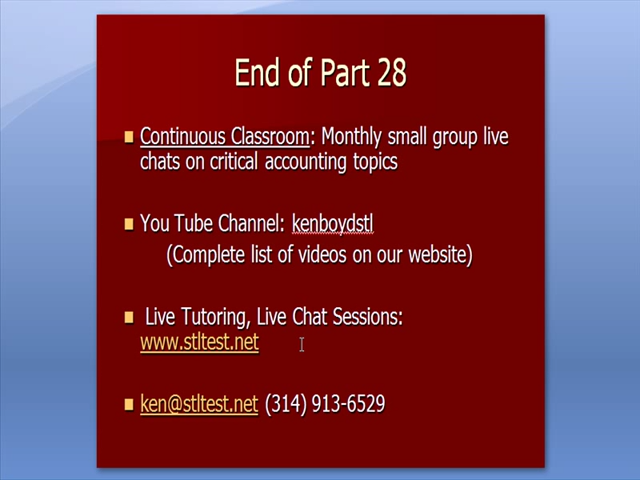 End of Part 28
Continuous Classroom: Monthly small group live
chats on critical accounting topics
You Tube Channel: kenboydstl
(Complete list of videos on our website)
Live Tutoring, Live Chat Sessions:
www.stltest.net
ken@stltest.net (314) 913-6529